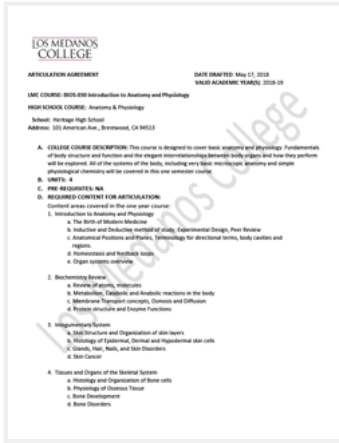 LOS MEDANOS
COLLEGE
ARTICULATION AGREEMENT DATE DRAFTED: May 17, 2018
VALID ACADEMIC YEAR(S): 2018-19
LMC COURSE: BIOS-030 Introduction to Anatomy and Physiology
HIGH SCHOOL COURSE: Anatomy & Physiology
School: Heritage High School
Address: 101 American Ave., Brentwood, CA 94513
A. COLLEGE COURSE DESCRIPTION: This course is designed to cover basic anatomy and physiology. Fundamentals
of body structure and function and the elegant interrelationships between body organs and how they perform
will be explored. All of the systems of the body, including very basic microscopic anatomy and simple
physiological chemistry will be covered in this one semester course.
B. UNITS: 4
C. PRE-REQUISITES: NA
D. REQUIRED CONTENT FOR ARTICULATION:
Content areas covered in the one year course:
1. Introduction to Anatomy and Physiology
a. The Birth of Modern Medicine
b. Inductive and Deductive method of study, Experimental Design, Peer Review
c. Anatomical Positions and Planes, Terminology for directional terms, body cavities and
regions.
d. Homeostasis and feedback loops
e. Organ systems overview
2. Biochemistry Review
a. Review of atoms, molecules
b. Metabolism, Catabolic and Anabolic reactions in the body
c. Membrane Transport concepts, Osmosis and Diffusion
d. Protein structure and Enzyme Functions
3. Integumentary System
a. Skin Structure and Organization of skin layers
b. Histology of Epidermal, Dermal and Hypodermal skin cells
c. Glands, Hair, Nails, and Skin Disorders
d. Skin Cancer
4. Tissues and Organs of the Skeletal System
a. Histology and Organization of Bone cells
b. Physiology of Osseous Tissue
c. Bone Development
d. Bone Disorders
Los Medanos College